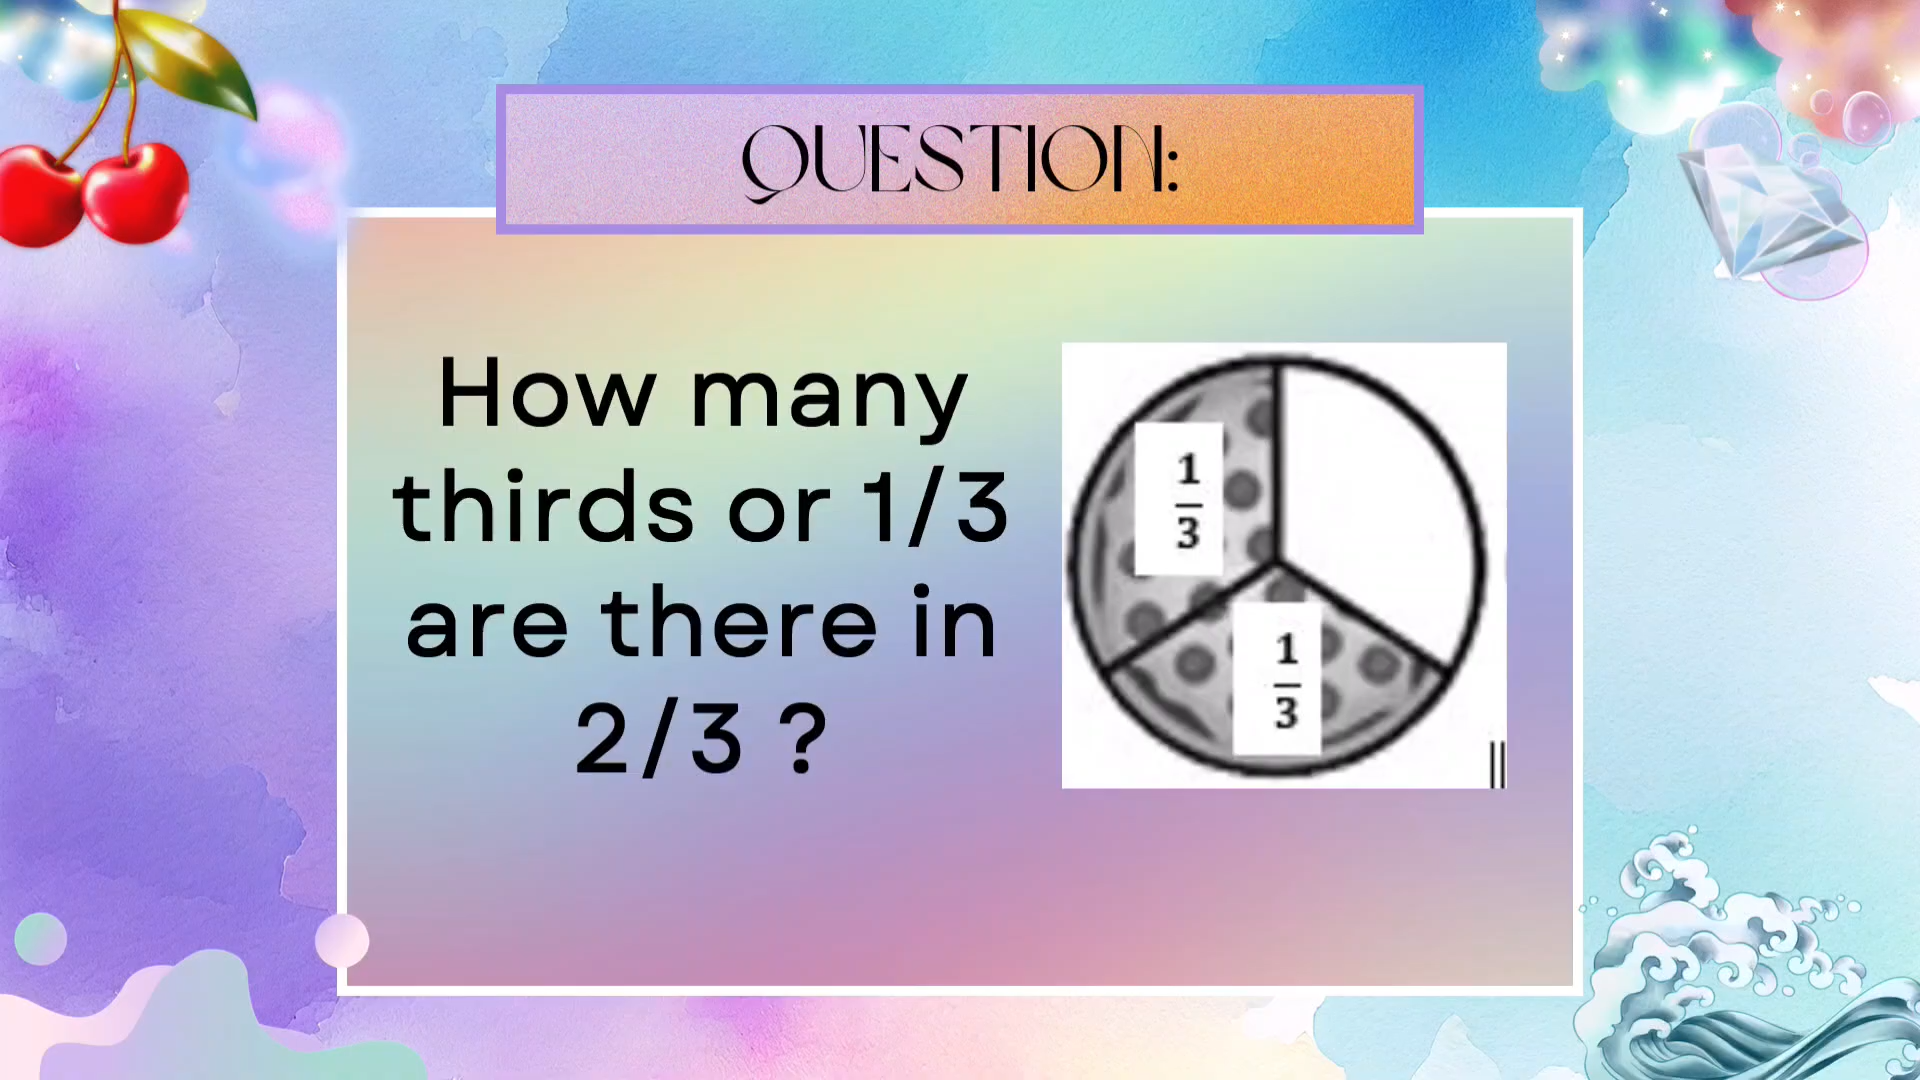 QUESTION:
How many
thirds or 1/3
are there in
2/3 ?
1
3
1
3